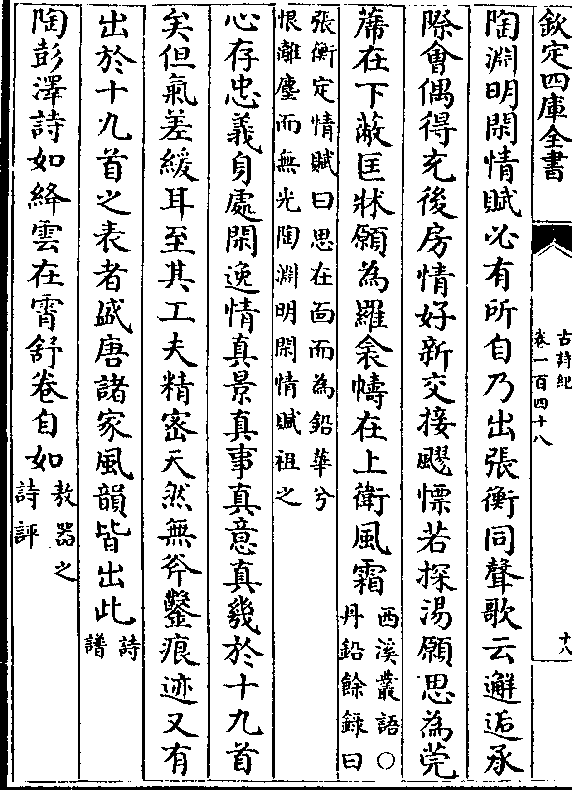 欽定四庫全書
古詩紀
卷一百四十八
十八
陶淵明閑情賦必有所自乃出張衡同聲歌云邂逅承
際會偶得充後房情好新交接飂慄若探湯願思為莞
蒻在下蔽匡牀願為羅衾幬在上衛風霜
西溪叢語○
丹鉛餘錄曰
張衡定情賦曰思在面而為鉛華兮
恨離塵而無光陶淵明閑情賦祖之
心存忠義身處閑逸情真景真事真意真幾於十九首
矣但氣差緩耳至其工夫精密天然無斧鑿痕迹又有
出於十九首之表者盛唐諸家風韻皆出此
詩
譜
陶彭澤詩如絳雲在霄舒卷自如
敖器之
詩評